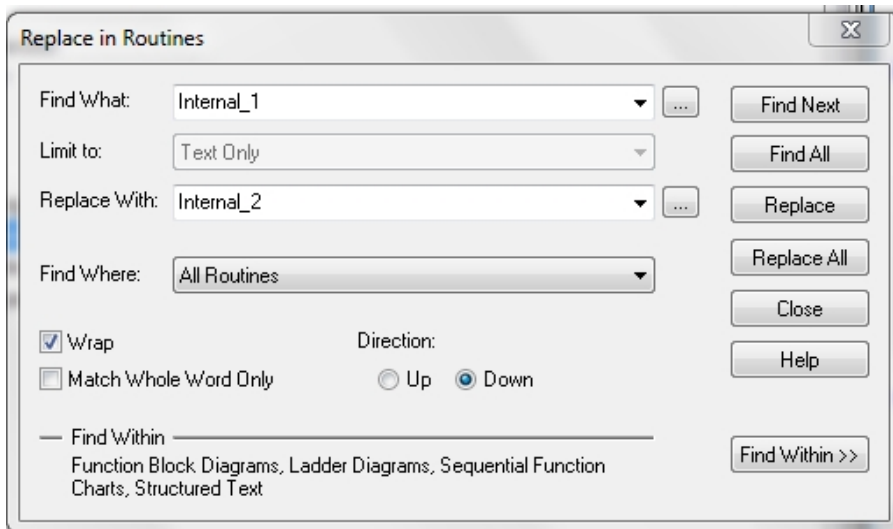 Replace in Routines
Find What: Internal_1 ... Find Next
Limit to: Text Only Find All
Replace With: Internal_2 ... Replace
Find Where: All Routines Replace All
Close
Wrap Direction:
Match Whole Word Only Up Down Help
Find Within
Function Block Diagrams, Ladder Diagrams, Sequential Function
Charts, Structured Text
Find Within >>